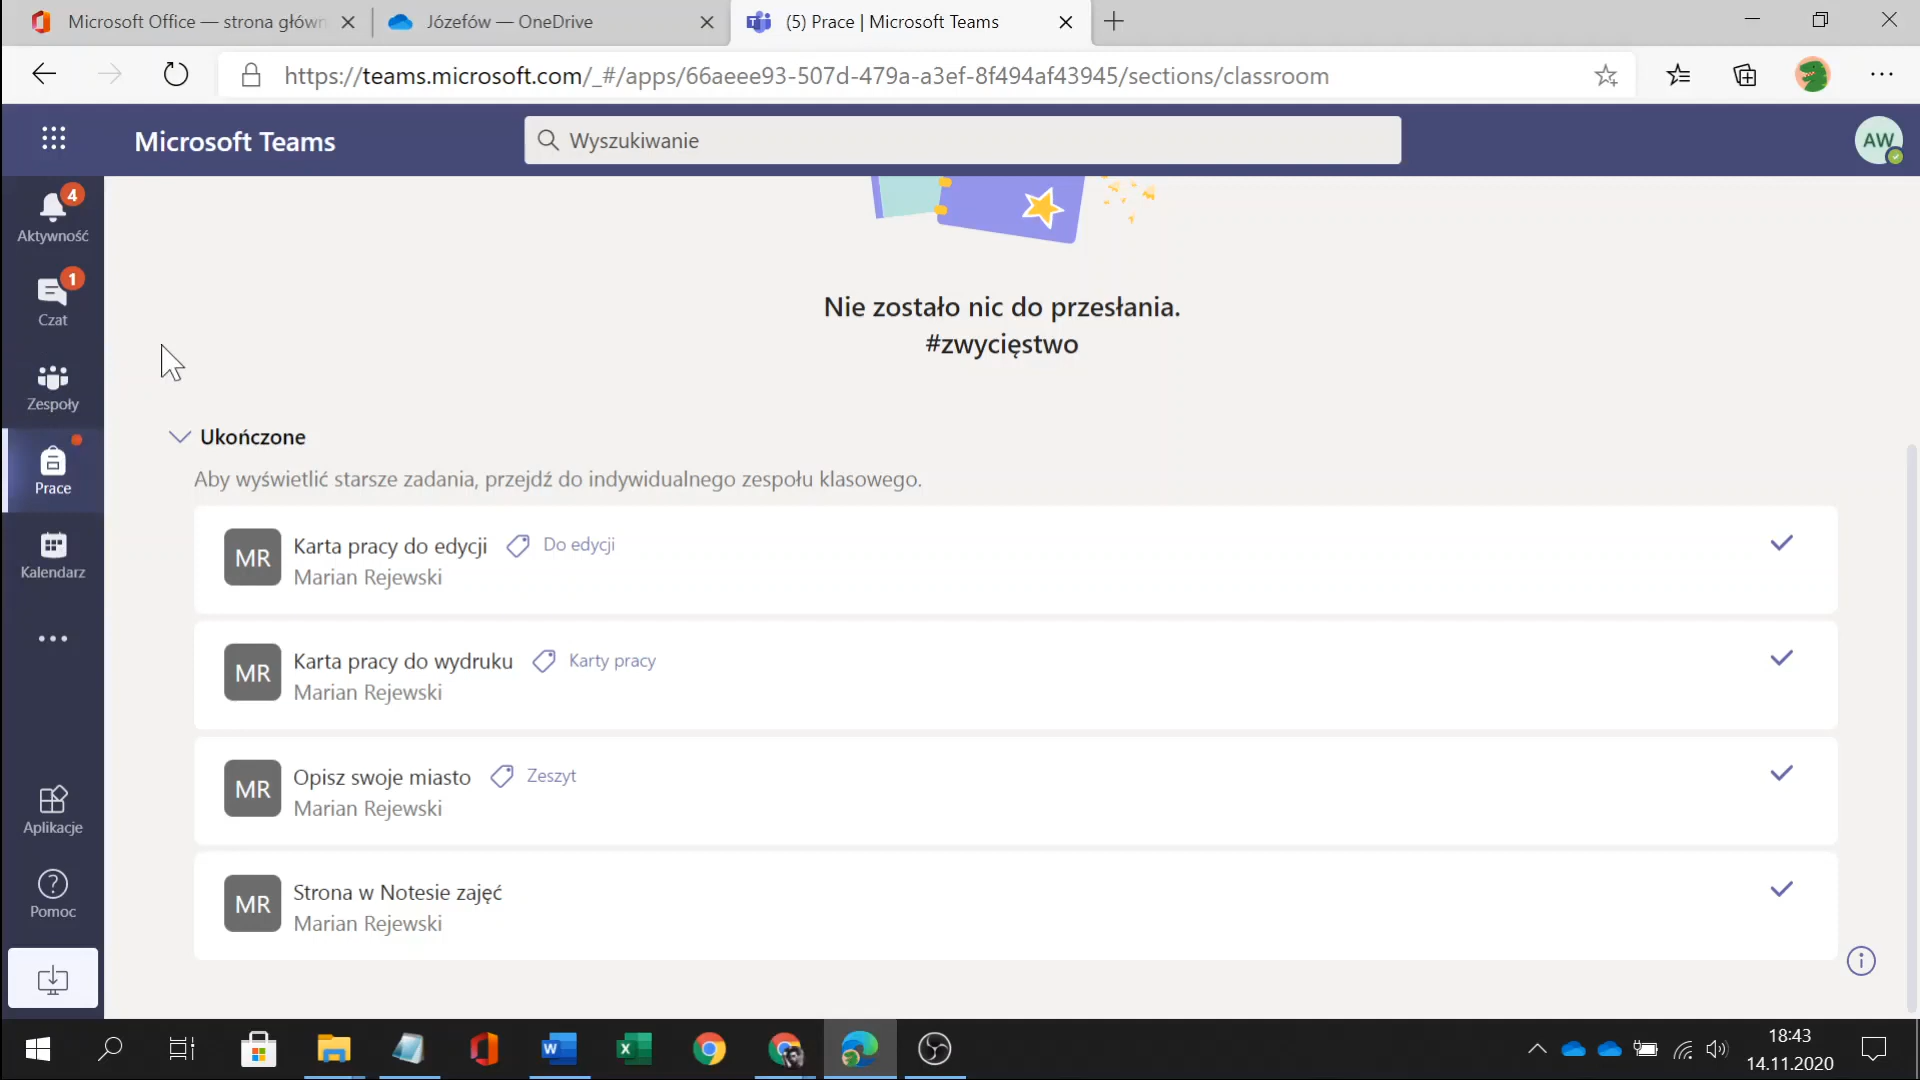 Microsoft Office — strona główn
Józefów — OneDrive
(5) Prace | Microsoft Teams
https://teams.microsoft.com/_#/apps/66aeee93-507d-479a-a3ef-8f494af43945/sections/classroom
Microsoft Teams
Wyszukiwanie
AW
4
Aktywność
1
Czat
Zespoły
Prace
Kalendarz
Aplikacje
Pomoc
Nie zostało nic do przesłania.
#zwycięstwo
Ukończone
Aby wyświetlić starsze zadania, przejdź do indywidualnego zespołu klasowego.
MR
Karta pracy do edycji Do edycji
Marian Rejewski
MR
Karta pracy do wydruku Karty pracy
Marian Rejewski
MR
Opisz swoje miasto Zeszyt
Marian Rejewski
MR
Strona w Notesie zajęć
Marian Rejewski
18:43
14.11.2020